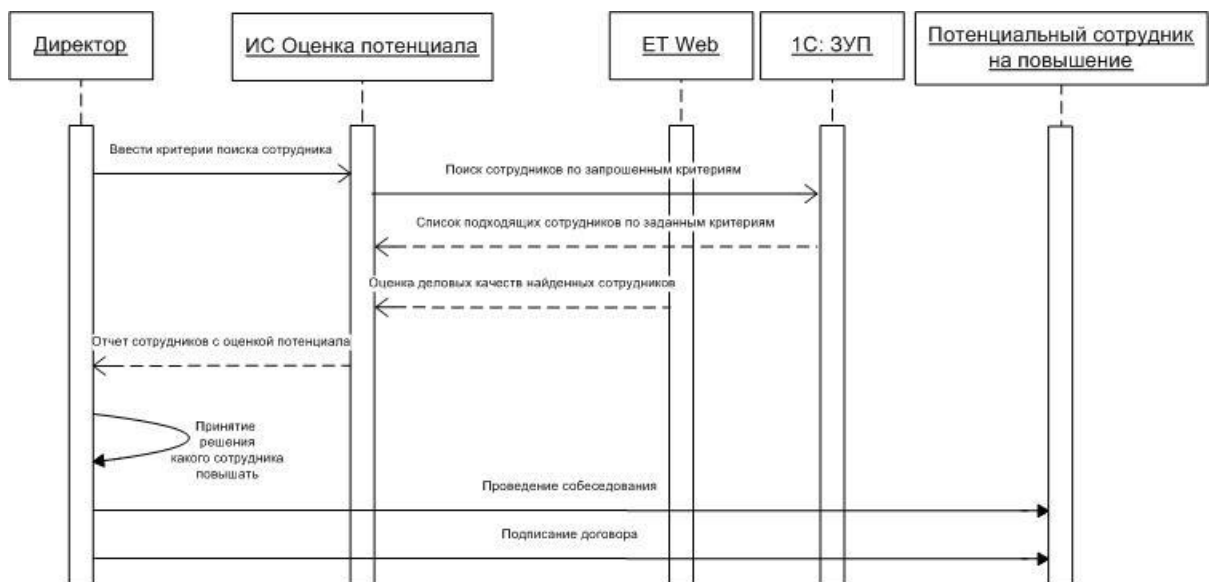 Директор
ИС Оценка потенциала
ET Web
1С: ЗУП
Потенциальный сотрудник
на повышение
Ввести критерии поиска сотрудника
Поиск сотрудников по запрошенным критериям
Список подходящих сотрудников по заданным критериям
Оценка деловых качеств найденных сотрудников
Отчет сотрудников с оценкой потенциала
Принятие
решения
какого сотрудника
повышать
Проведение собеседования
Подписание договора